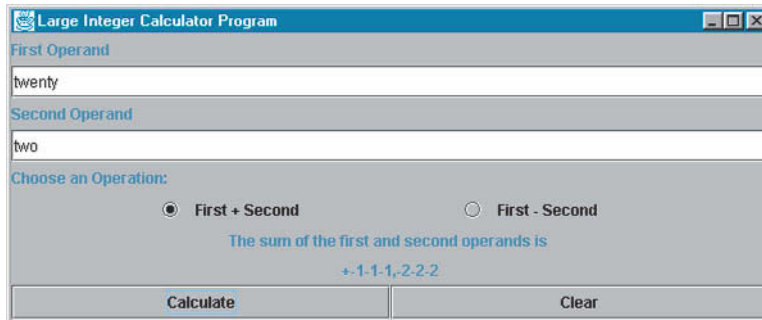 Large Integer Calculator Program
First Operand
twenty
Second Operand
two
Choose an Operation:
First + Second First - Second
The sum of the first and second operands is
+-1-1-1,-2-2-2
Calculate Clear